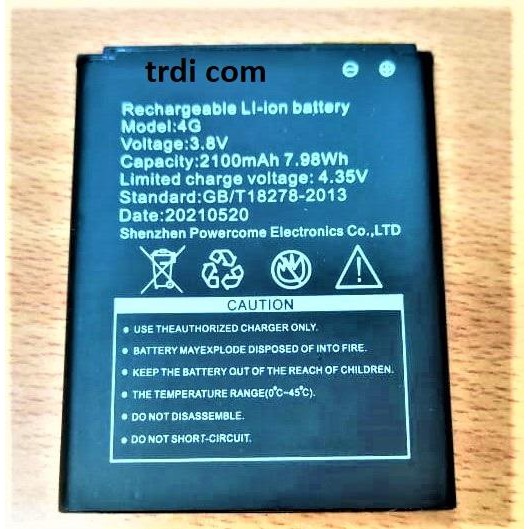 trdi com
Rechargeable LI-ion battery
Model:4G
Voltage:3.8V
Capacity:2100mAh 7.98Wh
Limited charge voltage: 4.35V
Standard:GB/T18278-2013
Date:20210520
Shenzhen Powercome Electronics Co.,LTD
CAUTION
• USE THEAUTHORIZED CHARGER ONLY.
• BATTERY MAYEXPLODE DISPOSED OF INTO FIRE.
• KEEP THE BATTERY OUT OF THE REACH OF CHILDREN.
• THE TEMPERATURE RANGE(0°C~45°C).
• DO NOT DISASSEMBLE.
• DO NOT SHORT-CIRCUIT.